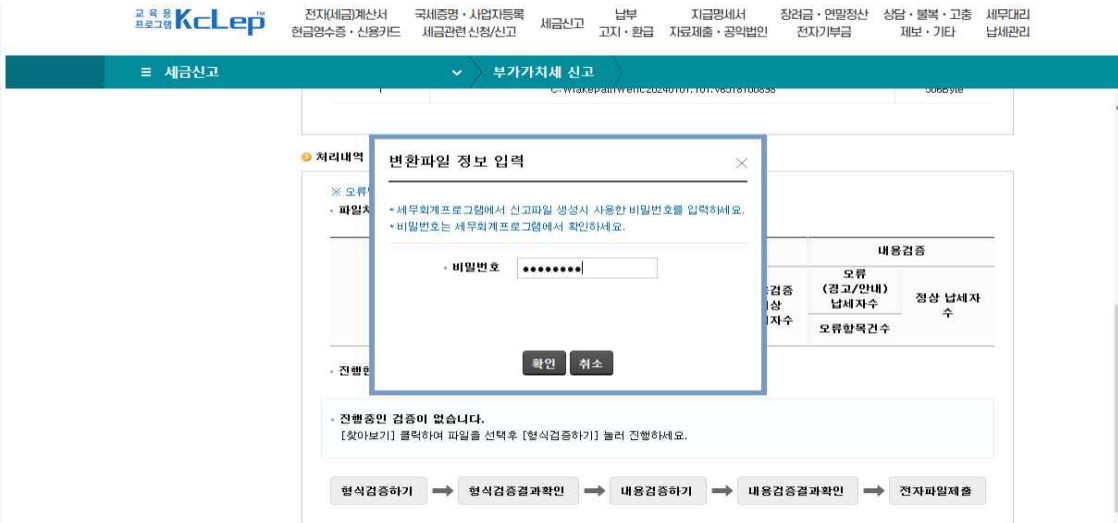 교 육 용
프로그램 KcLep™
전자(세금)계산서
현금영수증・신용카드
국세증명・사업자등록
세금관련 신청/신고
세금신고
납부
고지・환급
지급명세서
자료제출・공익법인
장려금・연말정산
전자기부금
상담・불복・고충
제보・기타
세무대리
납세관리
≡ 세금신고
부가가치세 신고
1
처리내역
변환파일 정보 입력
※ 오류
・파일처
*세무회계프로그램에서 신고파일 생성시 사용한 비밀번호를 입력하세요.
*비밀번호는 세무회계프로그램에서 확인하세요.
・비밀번호 ●●●●●●●●
내용검증
오류
(경고/안내)
납세자수
정상 납세자
수
오류항목건수
검증
상
자수
확인 취소
・진행한
・진행중인 검증이 없습니다.
[찾아보기] 클릭하여 파일을 선택후 [형식검증하기] 눌러 진행하세요.
형식검증하기 ➡ 형식검증결과확인 ➡ 내용검증하기 ➡ 내용검증결과확인 ➡ 전자파일제출